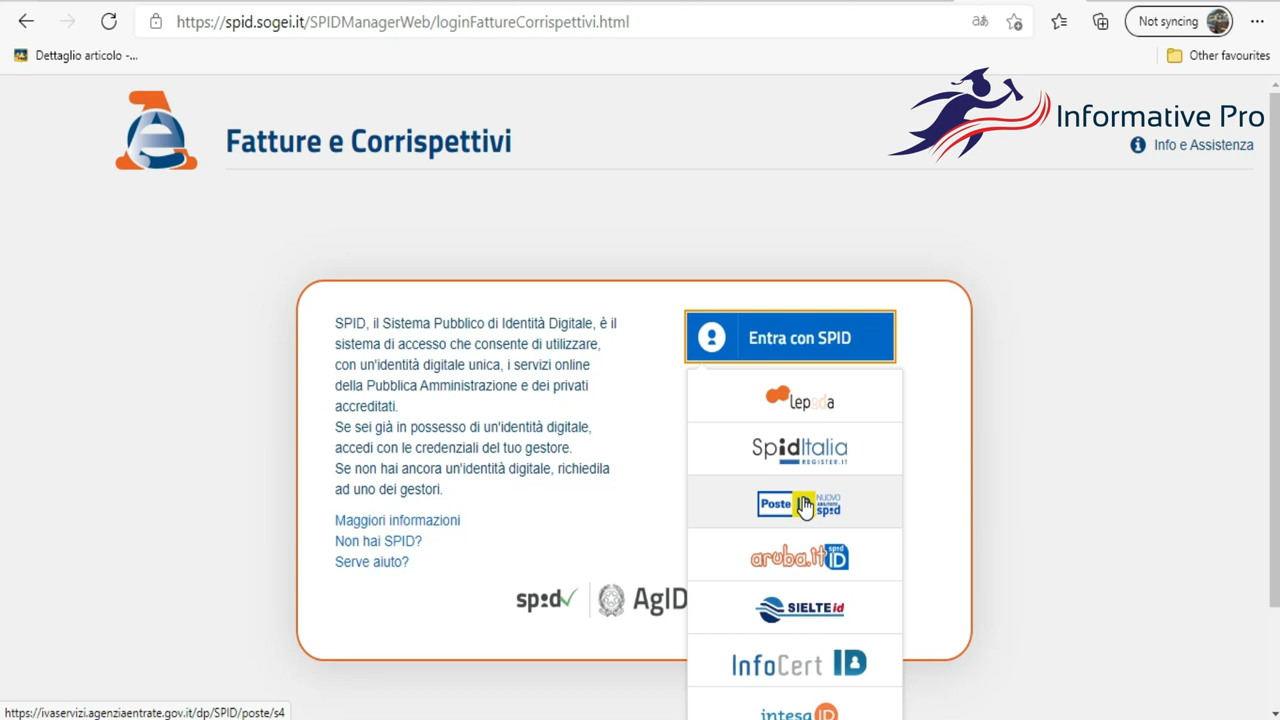 https://spid.sogei.it/SPIDManagerWeb/loginFattureCorrispettivi.html
Not syncing
Dettaglio articolo -...
Other favourites
Fatture e Corrispettivi
Informative Pro
Info e Assistenza
SPID, il Sistema Pubblico di Identità Digitale, è il
sistema di accesso che consente di utilizzare,
con un'identità digitale unica, i servizi online
della Pubblica Amministrazione e dei privati
accreditati.
Se sei già in possesso di un'identità digitale,
accedi con le credenziali del tuo gestore.
Se non hai ancora un'identità digitale, richiedila
ad uno dei gestori.
Maggiori informazioni
Non hai SPID?
Serve aiuto?
spid
AgID
Entra con SPID
lepida
SpidItalia
REGISTER.IT
Poste
NUOVO
spid
aruba.it spid ID
SIELTE id
InfoCert ID
intesa ID
https://ivaservizi.agenziaentrate.gov.it/dp/SPID/poste/s4